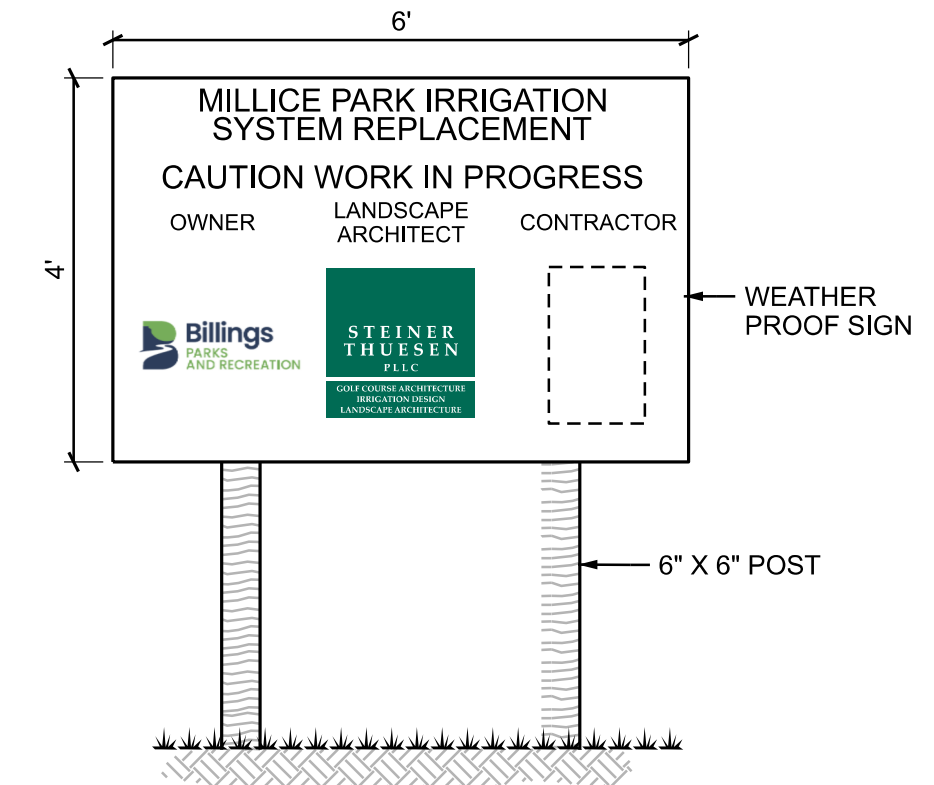 6'
MILLICE PARK IRRIGATION
SYSTEM REPLACEMENT
CAUTION WORK IN PROGRESS
OWNER
LANDSCAPE
ARCHITECT
CONTRACTOR
4'
Billings
PARKS
AND RECREATION
STEINER
THUESEN
PLLC
GOLF COURSE ARCHITECTURE
IRRIGATION DESIGN
LANDSCAPE ARCHITECTURE
WEATHER
PROOF SIGN
6" X 6" POST